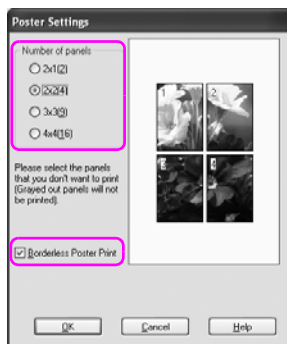 Poster Settings
Number of panels
2x1(2)
2x2(4)
3x3(9)
4x4(16)
1
2
3
4
Please select the panels
that you don't want to print
(Grayed out panels will not
be printed).
Borderless Poster Print
OK
Cancel
Help